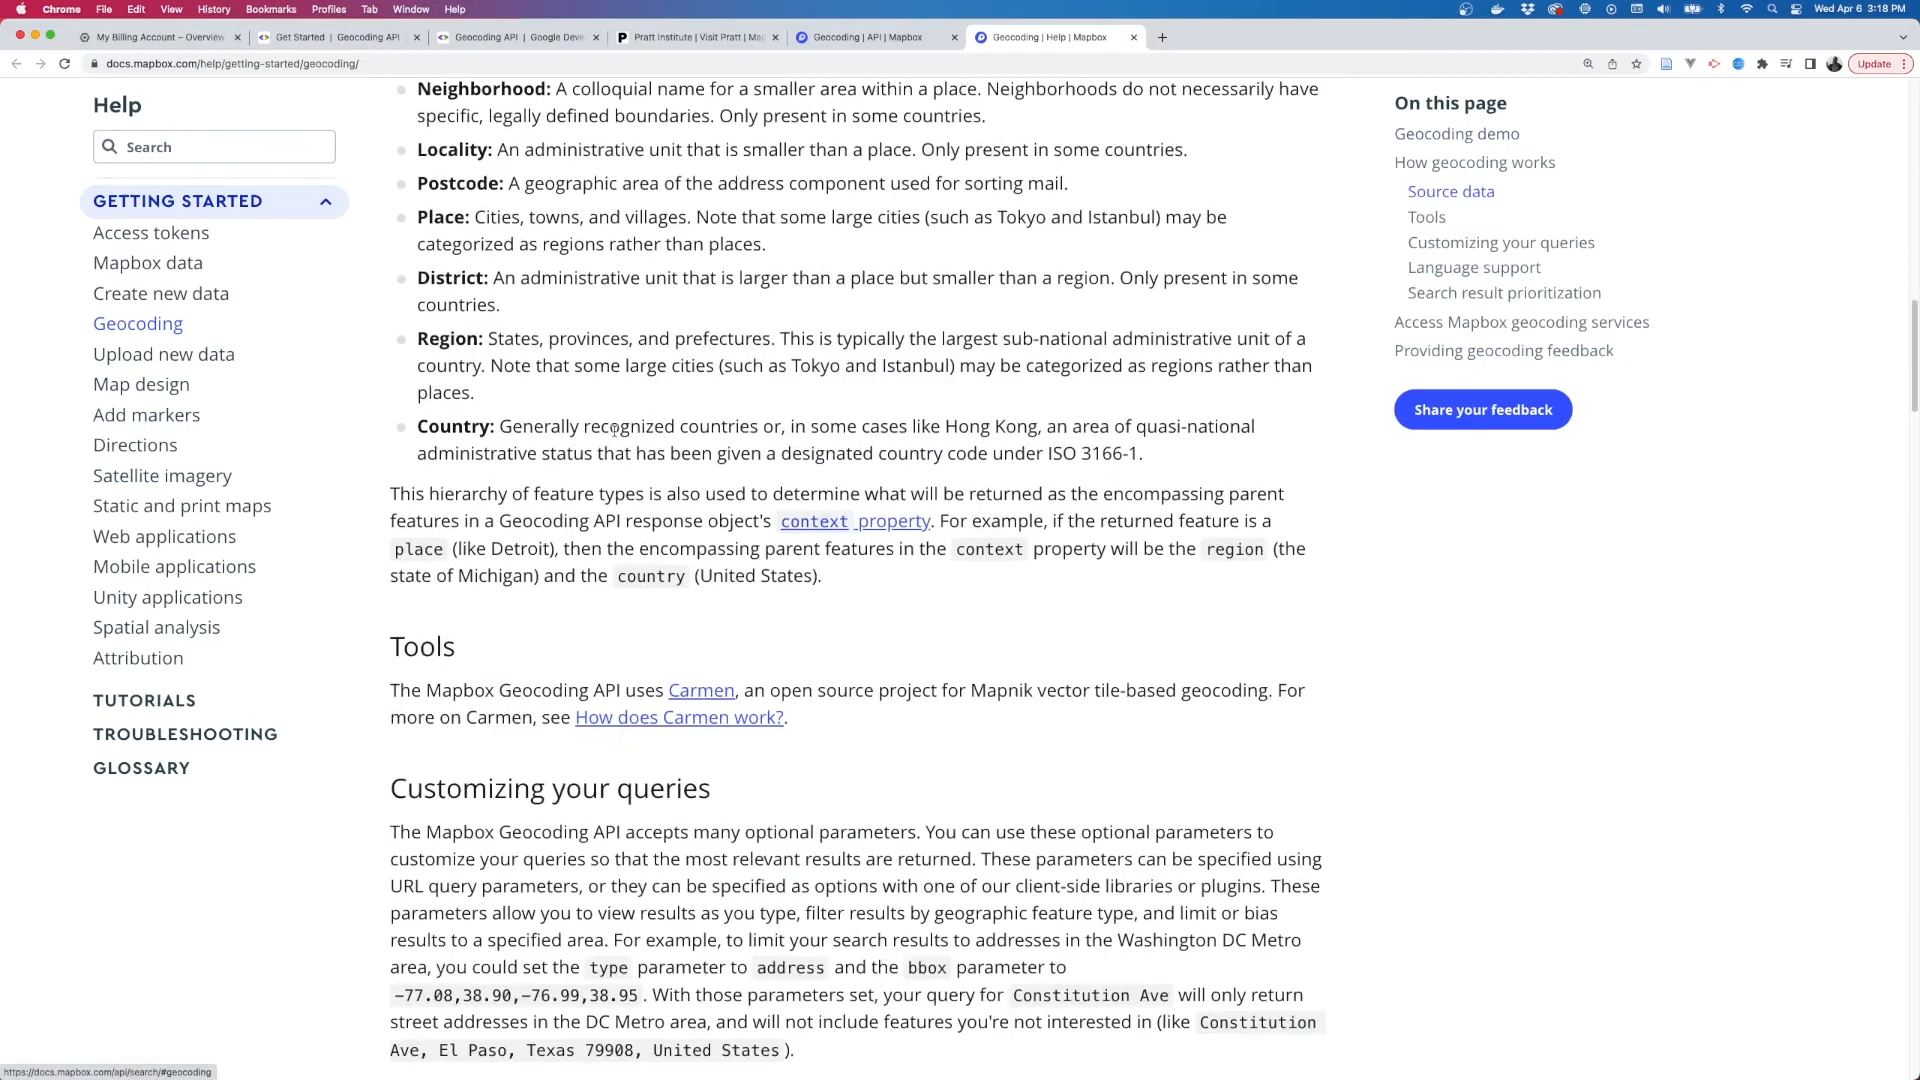 Chrome File Edit View History Bookmarks Profiles Tab Window Help Wed Apr 6 3:18 PM
My Billing Account – Overview Get Started | Geocoding API Geocoding API | Google Deve Pratt Institute | Visit Pratt | Ma Geocoding | API | Mapbox Geocoding | Help | Mapbox
docs.mapbox.com/help/getting-started/geocoding/ Update
Help
Search
GETTING STARTED
Access tokens
Mapbox data
Create new data
Geocoding
Upload new data
Map design
Add markers
Directions
Satellite imagery
Static and print maps
Web applications
Mobile applications
Unity applications
Spatial analysis
Attribution
TUTORIALS
TROUBLESHOOTING
GLOSSARY
Neighborhood: A colloquial name for a smaller area within a place. Neighborhoods do not necessarily have
specific, legally defined boundaries. Only present in some countries.
Locality: An administrative unit that is smaller than a place. Only present in some countries.
Postcode: A geographic area of the address component used for sorting mail.
Place: Cities, towns, and villages. Note that some large cities (such as Tokyo and Istanbul) may be
categorized as regions rather than places.
District: An administrative unit that is larger than a place but smaller than a region. Only present in some
countries.
Region: States, provinces, and prefectures. This is typically the largest sub-national administrative unit of a
country. Note that some large cities (such as Tokyo and Istanbul) may be categorized as regions rather than
places.
Country: Generally recognized countries or, in some cases like Hong Kong, an area of quasi-national
administrative status that has been given a designated country code under ISO 3166-1.
This hierarchy of feature types is also used to determine what will be returned as the encompassing parent
features in a Geocoding API response object's context property. For example, if the returned feature is a
place (like Detroit), then the encompassing parent features in the context property will be the region (the
state of Michigan) and the country (United States).
Tools
The Mapbox Geocoding API uses Carmen, an open source project for Mapnik vector tile-based geocoding. For
more on Carmen, see How does Carmen work?.
Customizing your queries
The Mapbox Geocoding API accepts many optional parameters. You can use these optional parameters to
customize your queries so that the most relevant results are returned. These parameters can be specified using
URL query parameters, or they can be specified as options with one of our client-side libraries or plugins. These
parameters allow you to view results as you type, filter results by geographic feature type, and limit or bias
results to a specified area. For example, to limit your search results to addresses in the Washington DC Metro
area, you could set the type parameter to address and the bbox parameter to
-77.08,38.90,-76.99,38.95. With those parameters set, your query for Constitution Ave will only return
street addresses in the DC Metro area, and will not include features you're not interested in (like Constitution
Ave, El Paso, Texas 79908, United States).
On this page
Geocoding demo
How geocoding works
Source data
Tools
Customizing your queries
Language support
Search result prioritization
Access Mapbox geocoding services
Providing geocoding feedback
Share your feedback
https://docs.mapbox.com/api/search/#geocoding